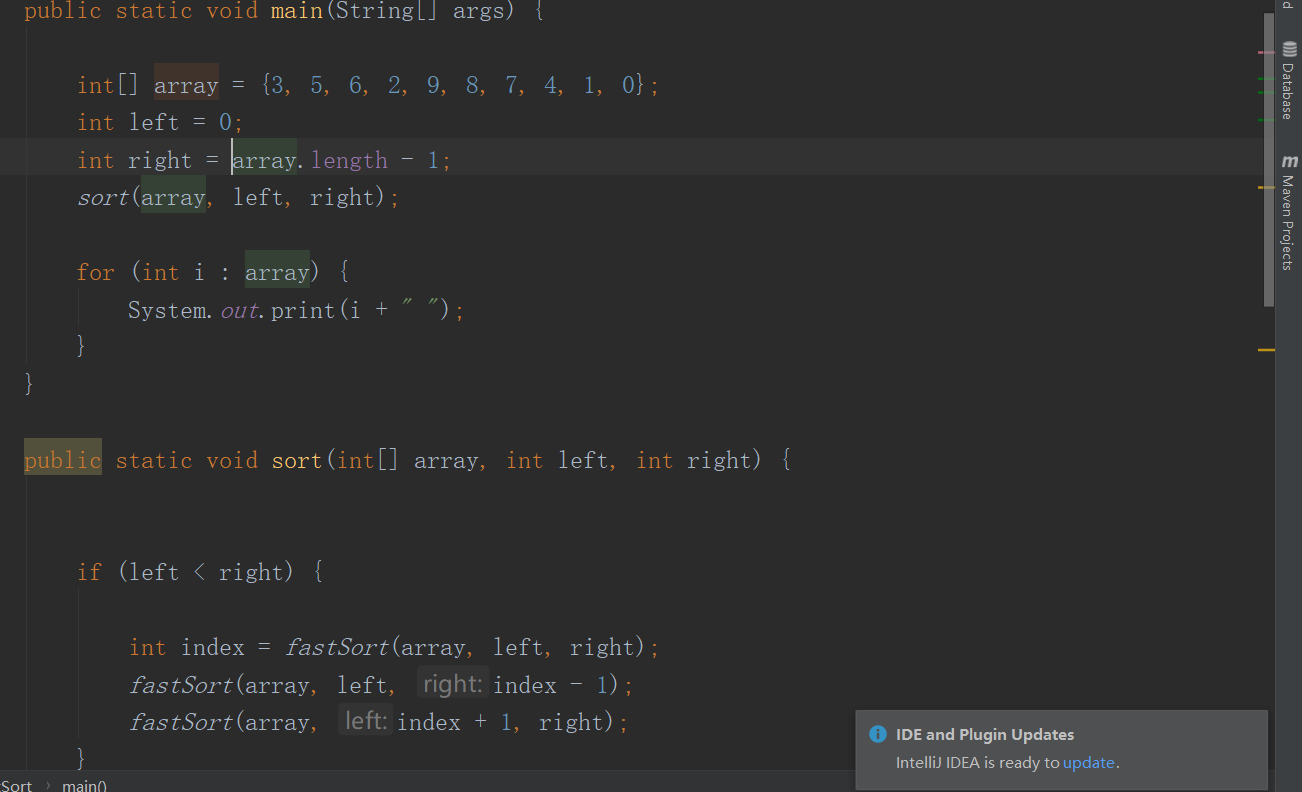 public static void main(String[] args) {
int[] array = {3, 5, 6, 2, 9, 8, 7, 4, 1, 0};
int left = 0;
int right = array.length - 1;
sort(array, left, right);
for (int i : array) {
System.out.print(i + " ");
}
}
public static void sort(int[] array, int left, int right) {
if (left < right) {
int index = fastSort(array, left, right);
fastSort(array, left, right: index - 1);
fastSort(array, left: index + 1, right);
}
d
Database
m Maven Projects
IDE and Plugin Updates
IntelliJ IDEA is ready to update.
Sort › main()